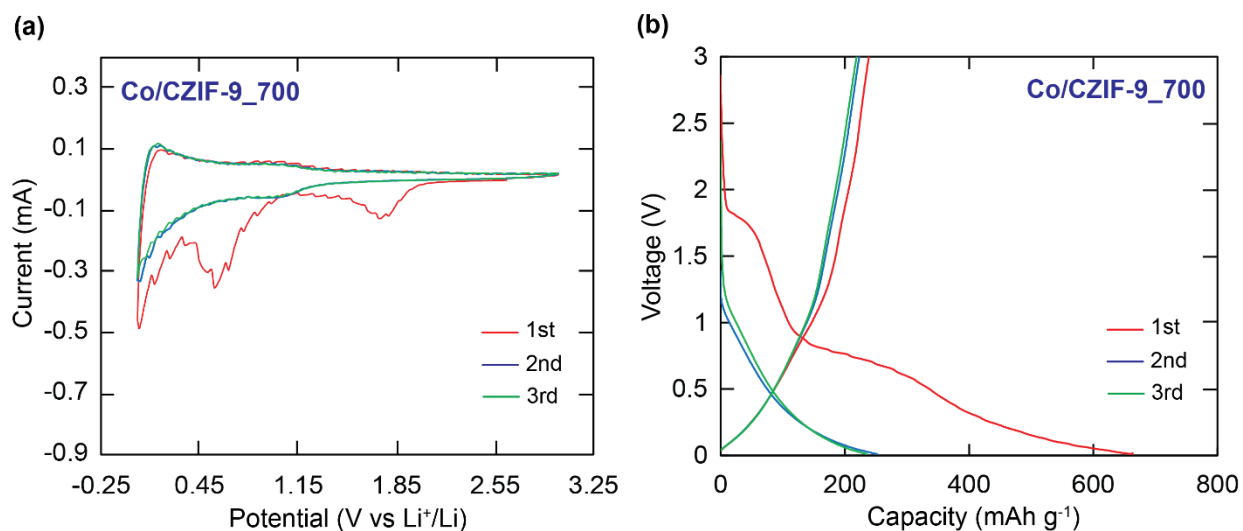 (a)
Co/CZIF-9_700
0.3
0.1
-0.1
-0.3
-0.5
-0.7
-0.9
Current (mA)
1st
2nd
3rd
-0.25 0.45 1.15 1.85 2.55 3.25
Potential (V vs Li⁺/Li)
(b)
Co/CZIF-9_700
3
2.5
2
1.5
1
0.5
0
Voltage (V)
1st
2nd
3rd
0 200 400 600 800
Capacity (mAh g⁻¹)